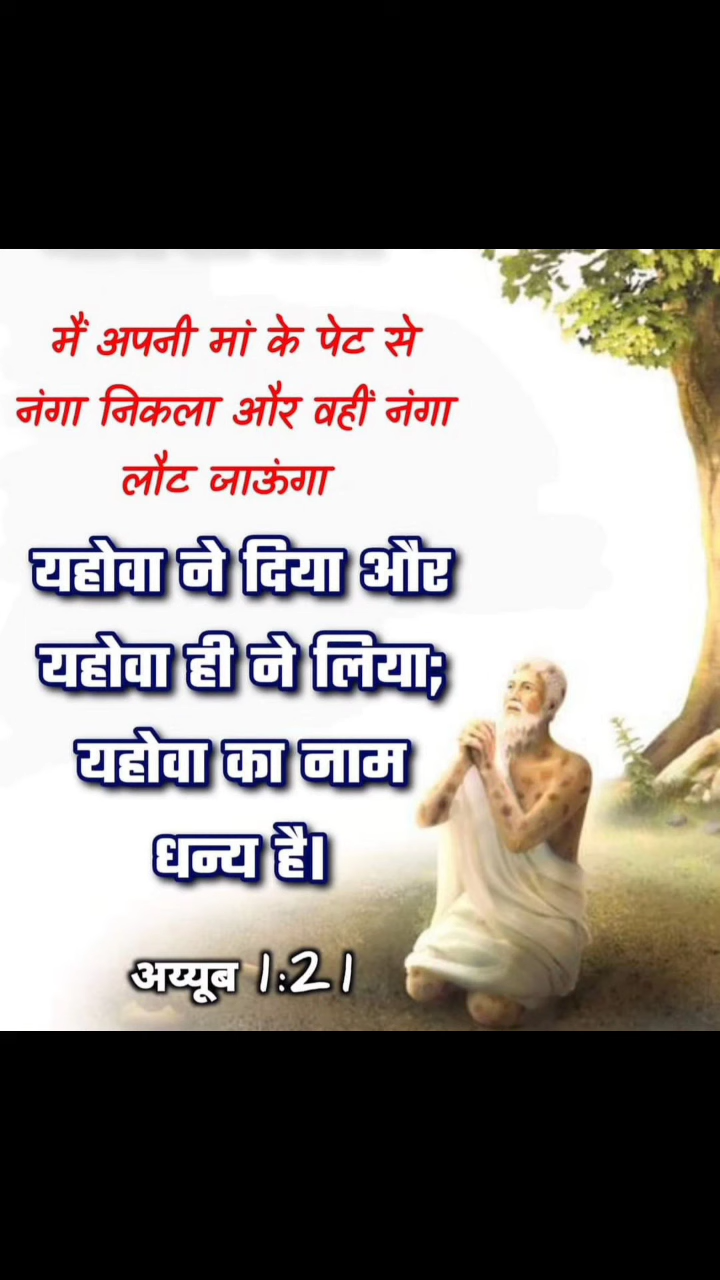 मैं अपनी मां के पेट से
नंगा निकला और वहीं नंगा
लौट जाऊंगा
यहोवा ने दिया और
यहोवा ही ने लिया;
यहोवा का नाम
धन्य है।
अय्यूब 1:21